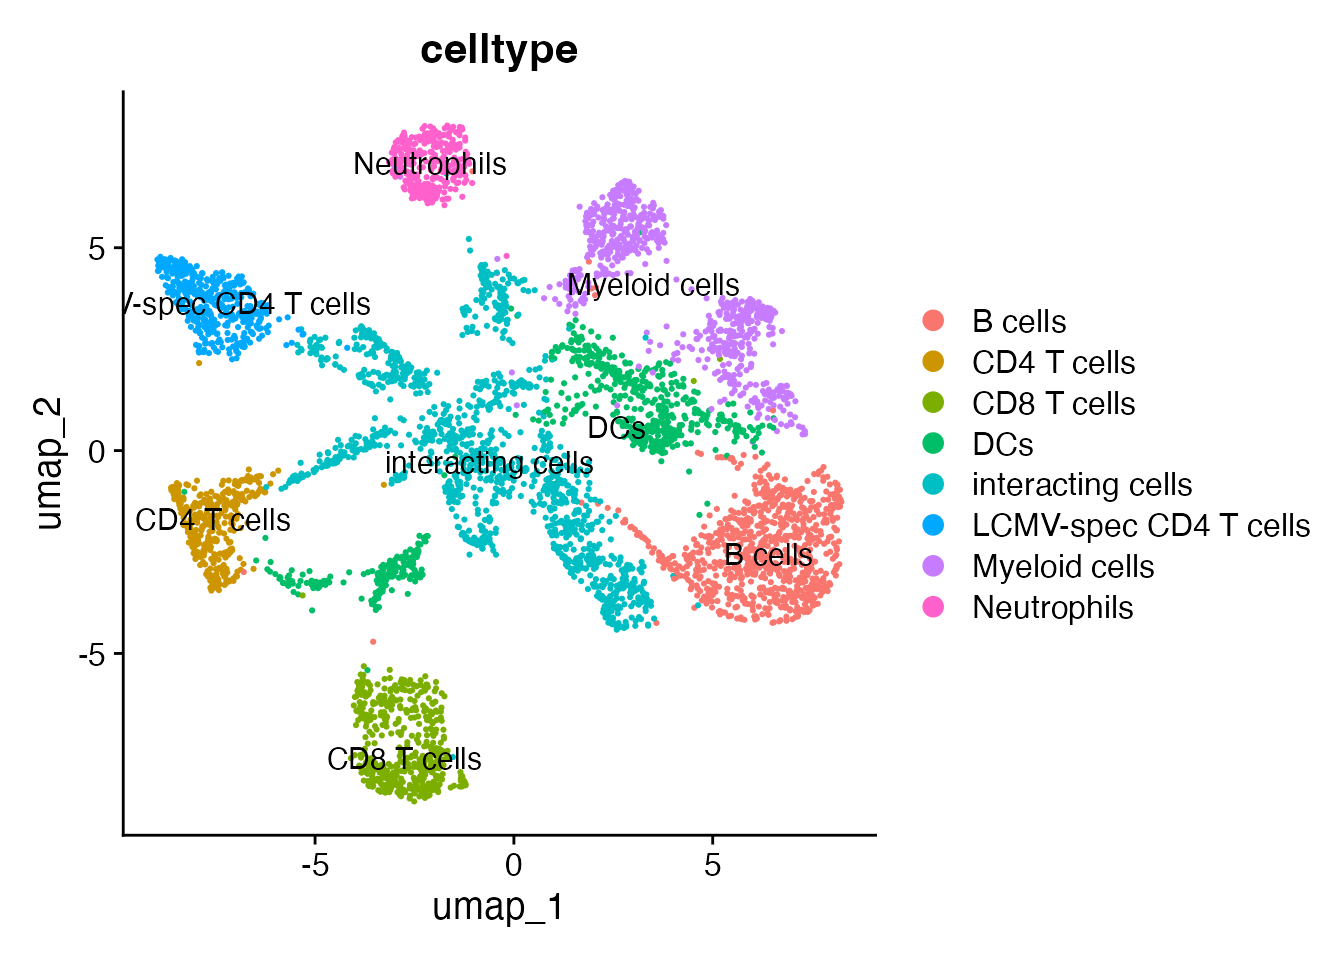 celltype
Neutrophils
Myeloid cells
V-spec CD4 T cells
DCs
interacting cells
CD4 T cells
B cells
CD8 T cells
5
0
-5
umap_2
-5
0
5
umap_1
B cells
CD4 T cells
CD8 T cells
DCs
interacting cells
LCMV-spec CD4 T cells
Myeloid cells
Neutrophils